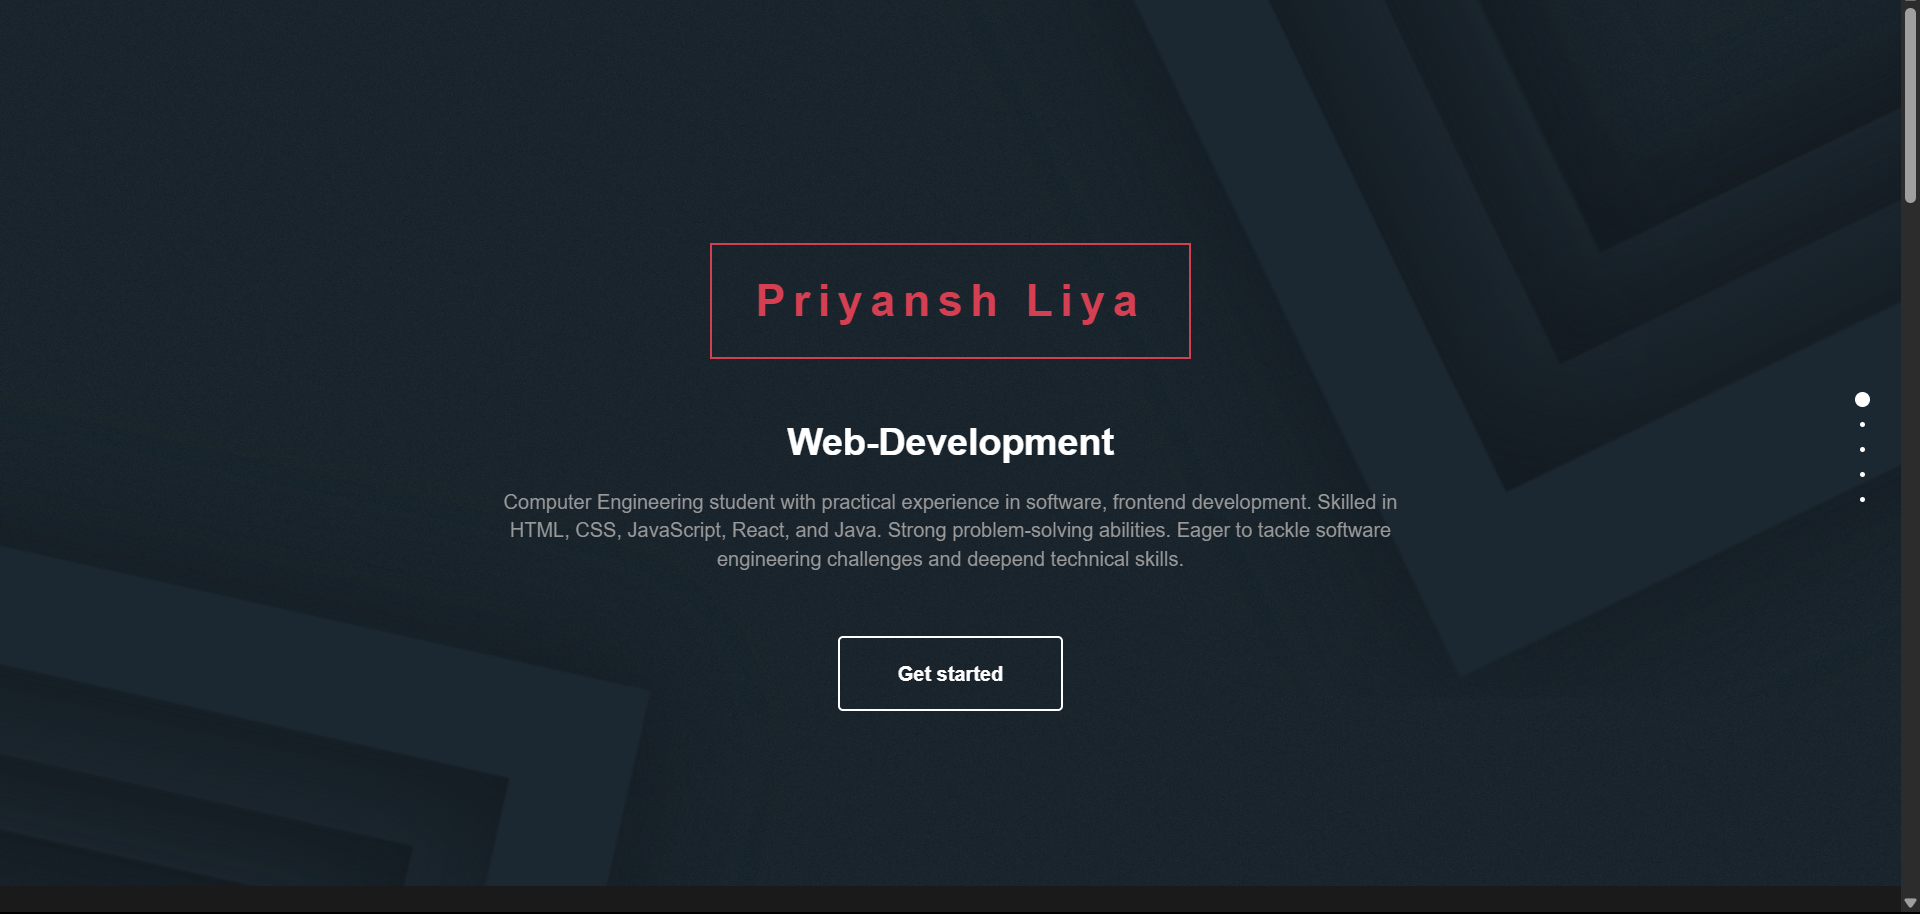 Priyansh Liya
Web-Development
Computer Engineering student with practical experience in software, frontend development. Skilled in
HTML, CSS, JavaScript, React, and Java. Strong problem-solving abilities. Eager to tackle software
engineering challenges and deepend technical skills.
Get started